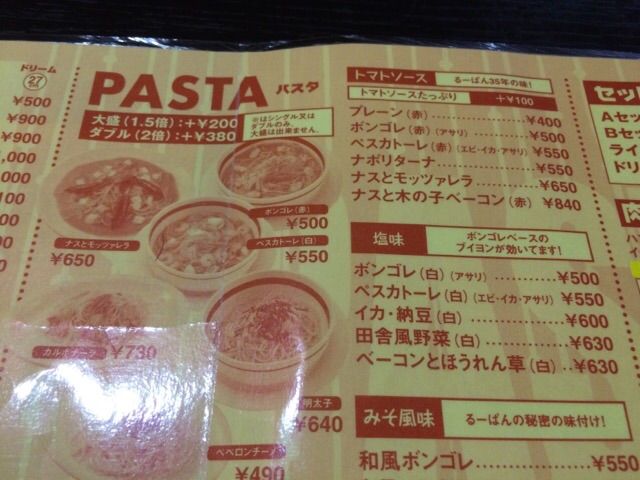 ドリーム
27
¥500
¥900
¥900
,000
,000
PASTA パスタ
大盛(1.5倍):+¥200
ダブル(2倍):+¥380
※はシングル又は
ダブルのみ。
大盛は出来ません。
ボンゴレ(赤)
¥500
ナスとモッツァレラ
¥650
ペスカトーレ(白)
¥550
カルボナーラ ¥730
明太子
¥640
ペペロンチーノ
¥490
トマトソース るーぱん35年の味!
トマトソースたっぷり +¥100
プレーン(赤) ¥400
ボンゴレ(赤)(アサリ) ¥500
ペスカトーレ(赤)(エビ・イカ・アサリ) ¥550
ナポリターナ ¥550
ナスとモッツァレラ ¥650
ナスと木の子ベーコン(赤) ¥840
塩味 ボンゴレベースの
ブイヨンが効いてます!
ボンゴレ(白)(アサリ) ¥500
ペスカトーレ(白)(エビ・イカ・アサリ) ¥550
イカ・納豆(白) ¥600
田舎風野菜(白) ¥630
ベーコンとほうれん草(白) ¥630
みそ風味 るーぱんの秘密の味付け!
和風ボンゴレ ¥550
セット
Aセッ
Bセッ
ライ
ドリ